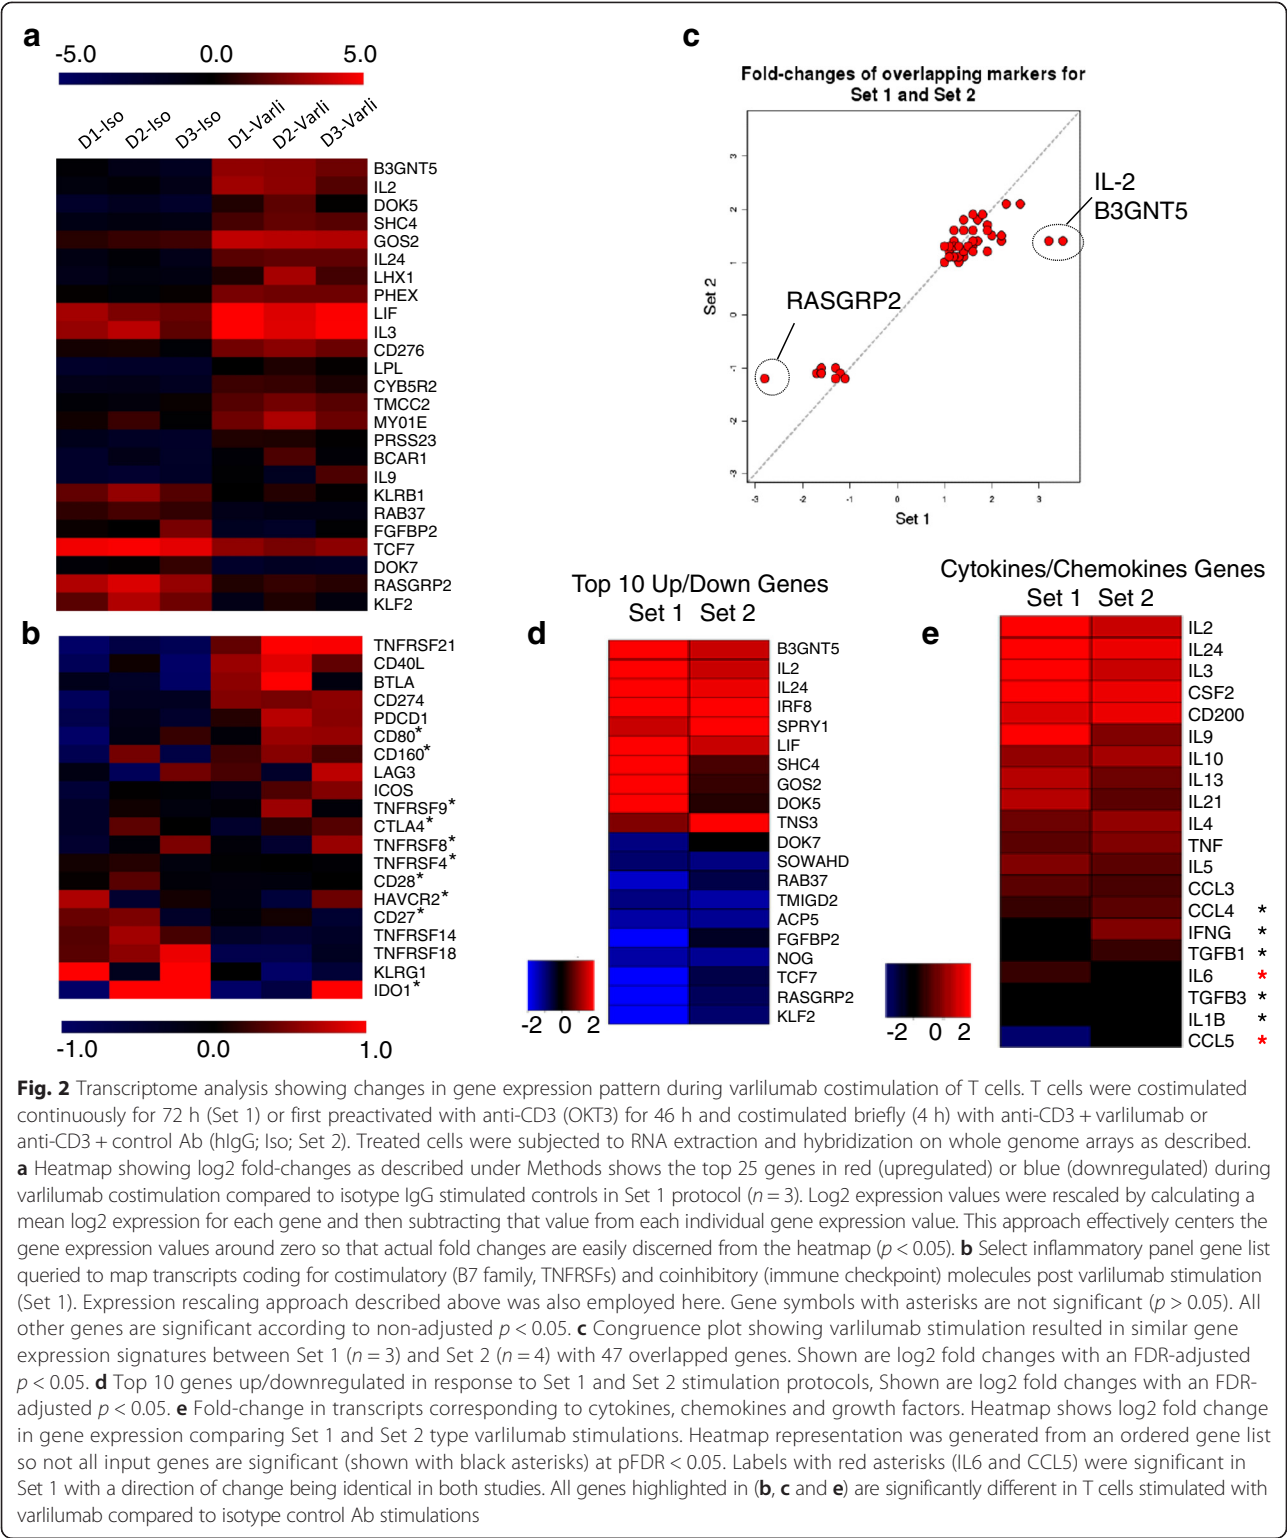 a
-5.0 0.0 5.0
D1-Iso D2-Iso D3-Iso D1-Varli D2-Varli D3-Varli
B3GNT5
IL2
DOK5
SHC4
GOS2
IL24
LHX1
PHEX
LIF
IL3
CD276
LPL
CYB5R2
TMCC2
MY01E
PRSS23
BCAR1
IL9
KLRB1
RAB37
FGFBP2
TCF7
DOK7
RASGRP2
KLF2
b
TNFRSF21
CD40L
BTLA
CD274
PDCD1
CD80*
CD160*
LAG3
ICOS
TNFRSF9*
CTLA4*
TNFRSF8*
TNFRSF4*
CD28*
HAVCR2*
CD27*
TNFRSF14
TNFRSF18
KLRG1
IDO1*
-1.0 0.0 1.0
c
Fold-changes of overlapping markers for
Set 1 and Set 2
IL-2
B3GNT5
RASGRP2
Set 2
3
2
1
0
-1
-2
-3
-3 -2 -1 0 1 2 3
Set 1
d
Top 10 Up/Down Genes
Set 1 Set 2
B3GNT5
IL2
IL24
IRF8
SPRY1
LIF
SHC4
GOS2
DOK5
TNS3
DOK7
SOWAHD
RAB37
TMIGD2
ACP5
FGFBP2
NOG
TCF7
RASGRP2
KLF2
-2 0 2
e
Cytokines/Chemokines Genes
Set 1 Set 2
IL2
IL24
IL3
CSF2
CD200
IL9
IL10
IL13
IL21
IL4
TNF
IL5
CCL3
CCL4 *
IFNG *
TGFB1 *
IL6 *
TGFB3 *
IL1B *
CCL5 *
-2 0 2
Fig. 2 Transcriptome analysis showing changes in gene expression pattern during varlilumab costimulation of T cells. T cells were costimulated
continuously for 72 h (Set 1) or first preactivated with anti-CD3 (OKT3) for 46 h and costimulated briefly (4 h) with anti-CD3 + varlilumab or
anti-CD3 + control Ab (hIgG; Iso; Set 2). Treated cells were subjected to RNA extraction and hybridization on whole genome arrays as described.
a Heatmap showing log2 fold-changes as described under Methods shows the top 25 genes in red (upregulated) or blue (downregulated) during
varlilumab costimulation compared to isotype IgG stimulated controls in Set 1 protocol (n = 3). Log2 expression values were rescaled by calculating a
mean log2 expression for each gene and then subtracting that value from each individual gene expression value. This approach effectively centers the
gene expression values around zero so that actual fold changes are easily discerned from the heatmap (p < 0.05). b Select inflammatory panel gene list
queried to map transcripts coding for costimulatory (B7 family, TNFRSFs) and coinhibitory (immune checkpoint) molecules post varlilumab stimulation
(Set 1). Expression rescaling approach described above was also employed here. Gene symbols with asterisks are not significant (p > 0.05). All
other genes are significant according to non-adjusted p < 0.05. c Congruence plot showing varlilumab stimulation resulted in similar gene
expression signatures between Set 1 (n = 3) and Set 2 (n = 4) with 47 overlapped genes. Shown are log2 fold changes with an FDR-adjusted
p < 0.05. d Top 10 genes up/downregulated in response to Set 1 and Set 2 stimulation protocols, Shown are log2 fold changes with an FDR-
adjusted p < 0.05. e Fold-change in transcripts corresponding to cytokines, chemokines and growth factors. Heatmap shows log2 fold change
in gene expression comparing Set 1 and Set 2 type varlilumab stimulations. Heatmap representation was generated from an ordered gene list
so not all input genes are significant (shown with black asterisks) at pFDR < 0.05. Labels with red asterisks (IL6 and CCL5) were significant in
Set 1 with a direction of change being identical in both studies. All genes highlighted in (b, c and e) are significantly different in T cells stimulated with
varlilumab compared to isotype control Ab stimulations